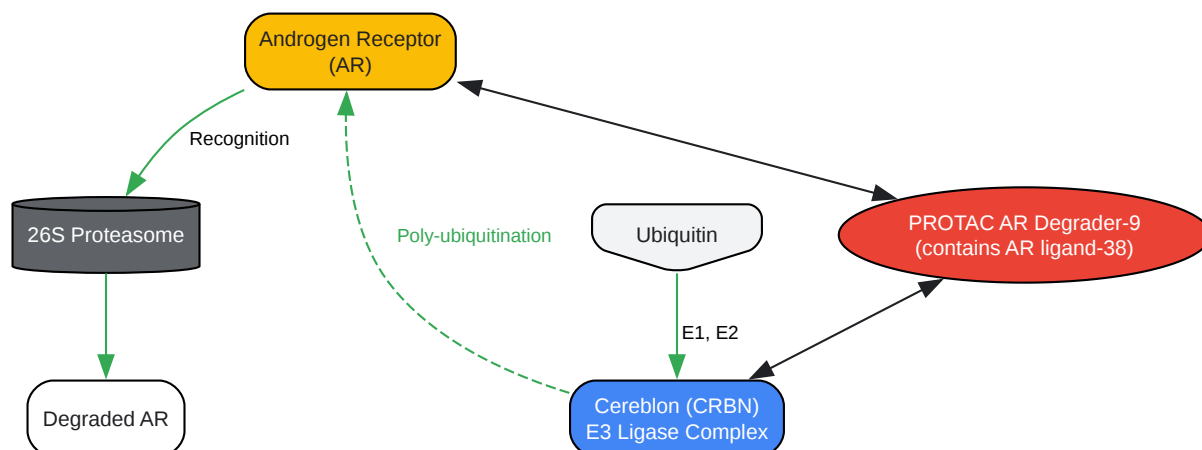 Androgen Receptor
(AR)
Recognition
26S Proteasome
Poly-ubiquitination
Ubiquitin
PROTAC AR Degrader-9
(contains AR ligand-38)
E1, E2
Degraded AR
Cereblon (CRBN)
E3 Ligase Complex